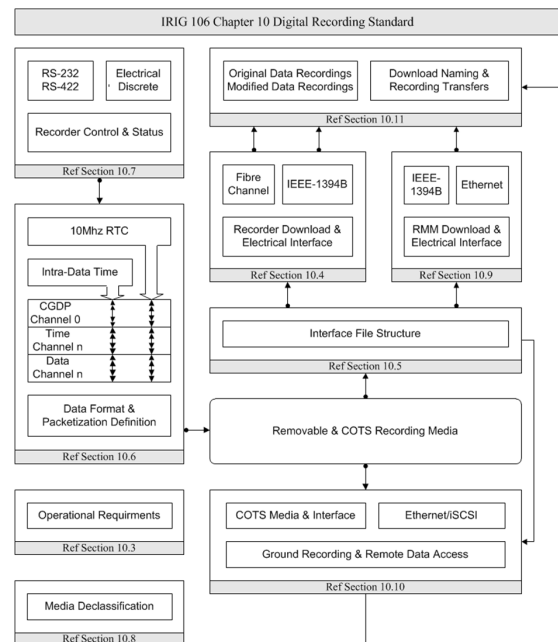 IRIG 106 Chapter 10 Digital Recording Standard
RS-232
RS-422
Electrical
Discrete
Recorder Control & Status
Ref Section 10.7
Original Data Recordings
Modified Data Recordings
Download Naming &
Recording Transfers
Ref Section 10.11
Fibre
Channel
IEEE-1394B
Recorder Download &
Electrical Interface
Ref Section 10.4
IEEE-
1394B
Ethernet
RMM Download &
Electrical Interface
Ref Section 10.9
10Mhz RTC
Intra-Data Time
CGDP
Channel 0
Time
Channel n
Data
Channel n
Data Format &
Packetization Definition
Ref Section 10.6
Interface File Structure
Ref Section 10.5
Removable & COTS Recording Media
Operational Requirments
Ref Section 10.3
COTS Media & Interface
Ethernet/iSCSI
Ground Recording & Remote Data Access
Ref Section 10.10
Media Declassification
Ref Section 10.8